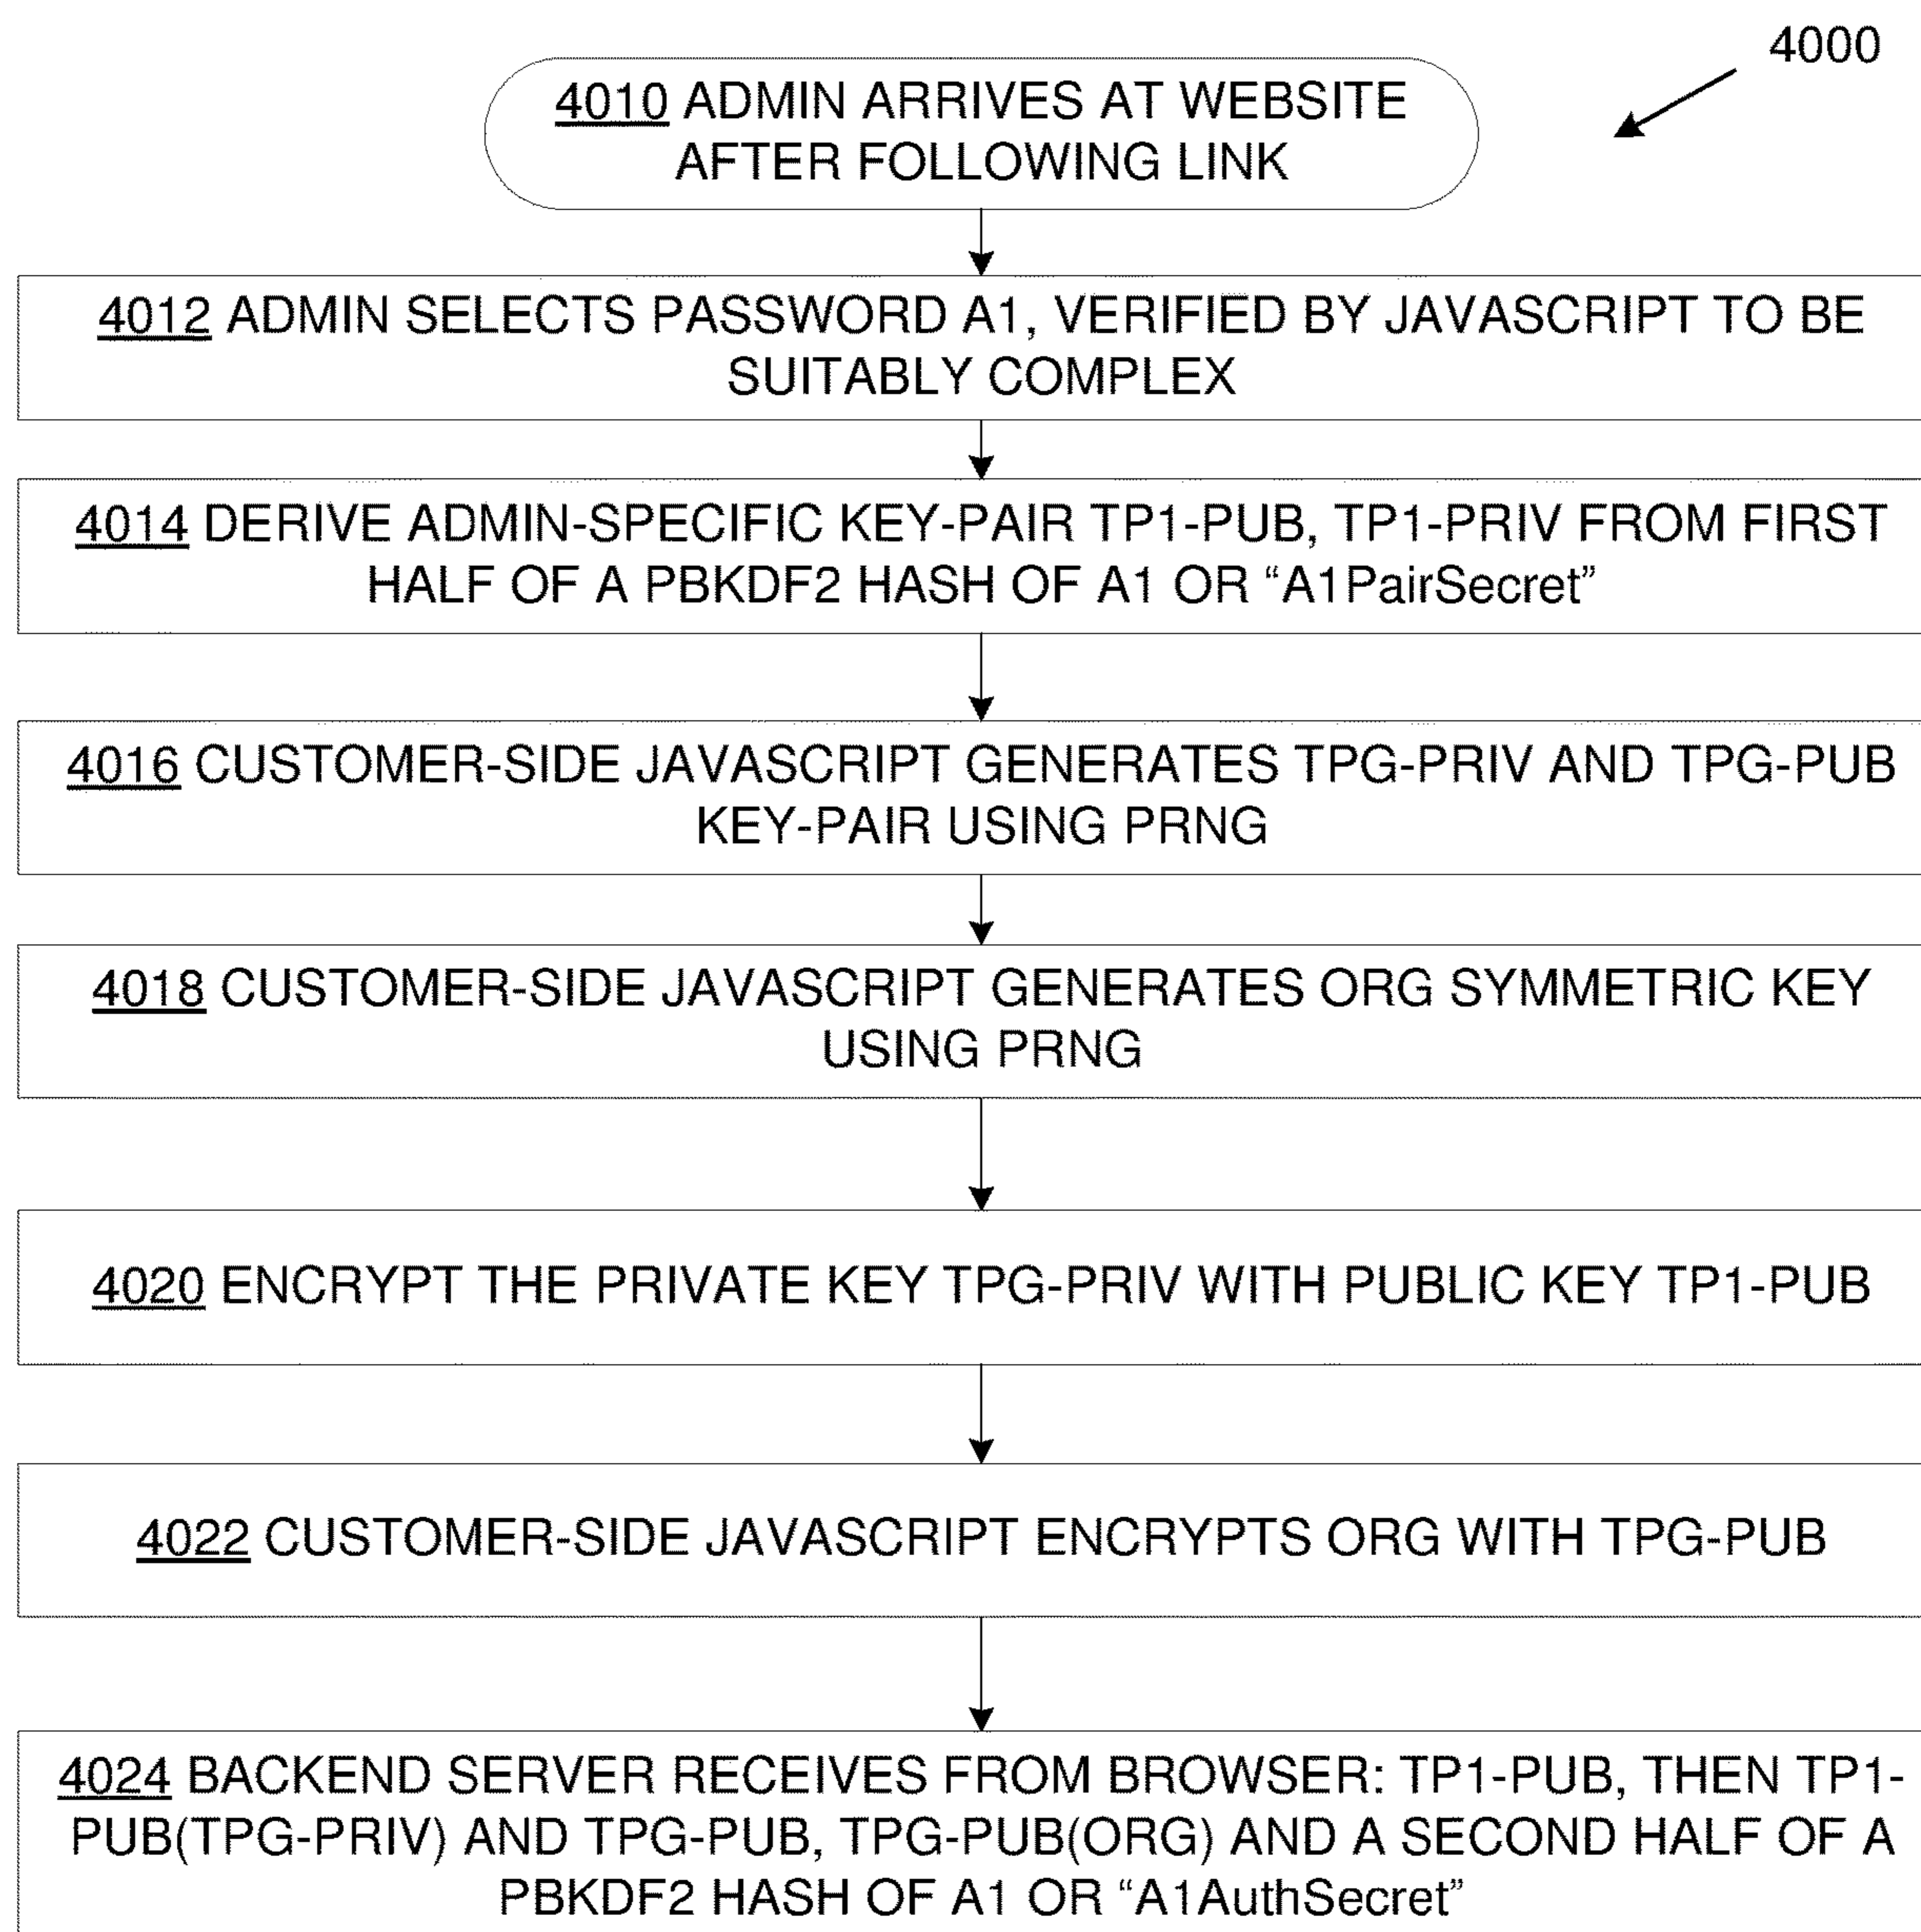 4000
4010 ADMIN ARRIVES AT WEBSITE
AFTER FOLLOWING LINK
4012 ADMIN SELECTS PASSWORD A1, VERIFIED BY JAVASCRIPT TO BE
SUITABLY COMPLEX
4014 DERIVE ADMIN-SPECIFIC KEY-PAIR TP1-PUB, TP1-PRIV FROM FIRST
HALF OF A PBKDF2 HASH OF A1 OR “A1PairSecret”
4016 CUSTOMER-SIDE JAVASCRIPT GENERATES TPG-PRIV AND TPG-PUB
KEY-PAIR USING PRNG
4018 CUSTOMER-SIDE JAVASCRIPT GENERATES ORG SYMMETRIC KEY
USING PRNG
4020 ENCRYPT THE PRIVATE KEY TPG-PRIV WITH PUBLIC KEY TP1-PUB
4022 CUSTOMER-SIDE JAVASCRIPT ENCRYPTS ORG WITH TPG-PUB
4024 BACKEND SERVER RECEIVES FROM BROWSER: TP1-PUB, THEN TP1-
PUB(TPG-PRIV) AND TPG-PUB, TPG-PUB(ORG) AND A SECOND HALF OF A
PBKDF2 HASH OF A1 OR “A1AuthSecret”